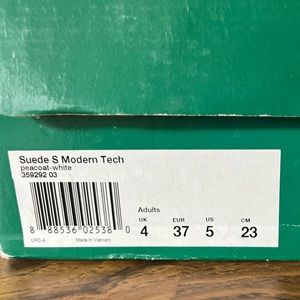 Suede S Modern Tech
peacoat-white
359292 03
Adults
UK EUR US CM
4 37 5 23
8 88536 02538 0
UPC-A Made in Vietnam